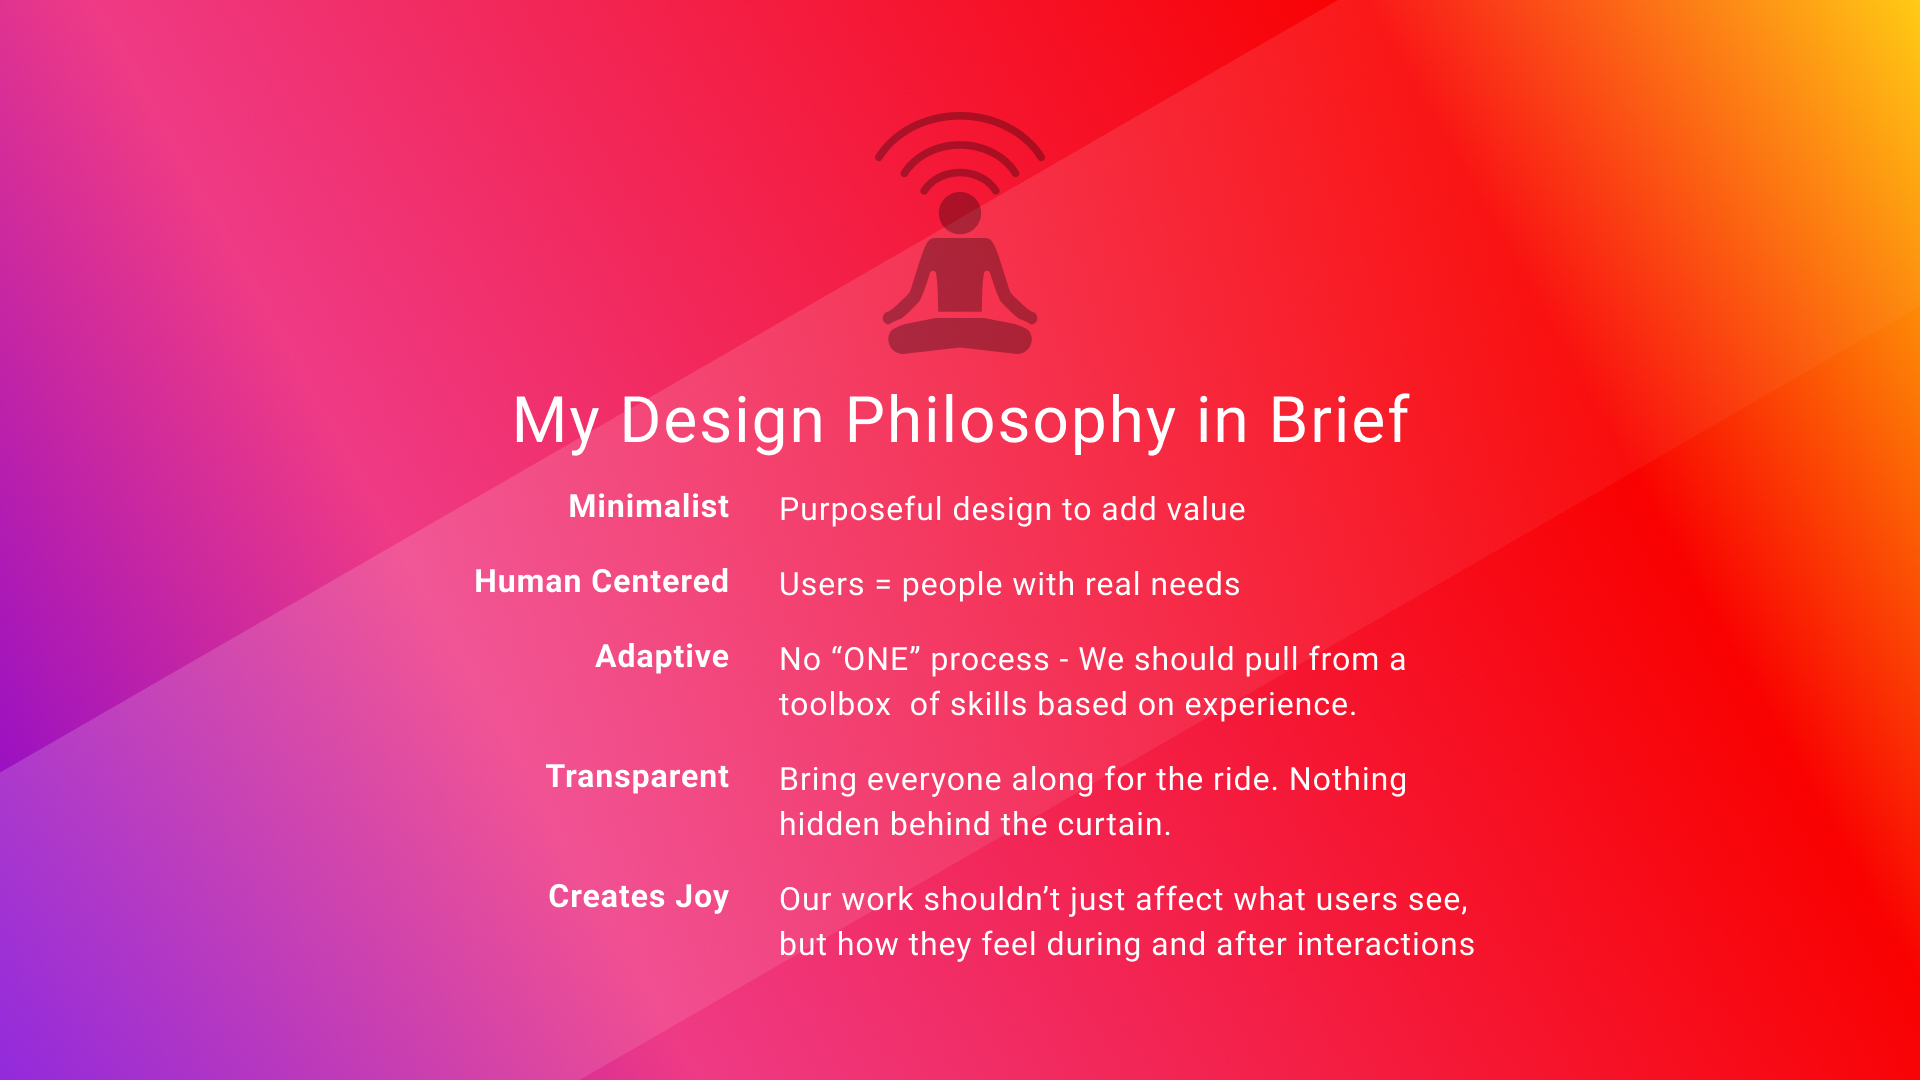 My Design Philosophy in Brief
Minimalist Purposeful design to add value
Human Centered Users = people with real needs
Adaptive No “ONE” process - We should pull from a
toolbox  of skills based on experience.
Transparent Bring everyone along for the ride. Nothing
hidden behind the curtain.
Creates Joy Our work shouldn’t just affect what users see,
but how they feel during and after interactions